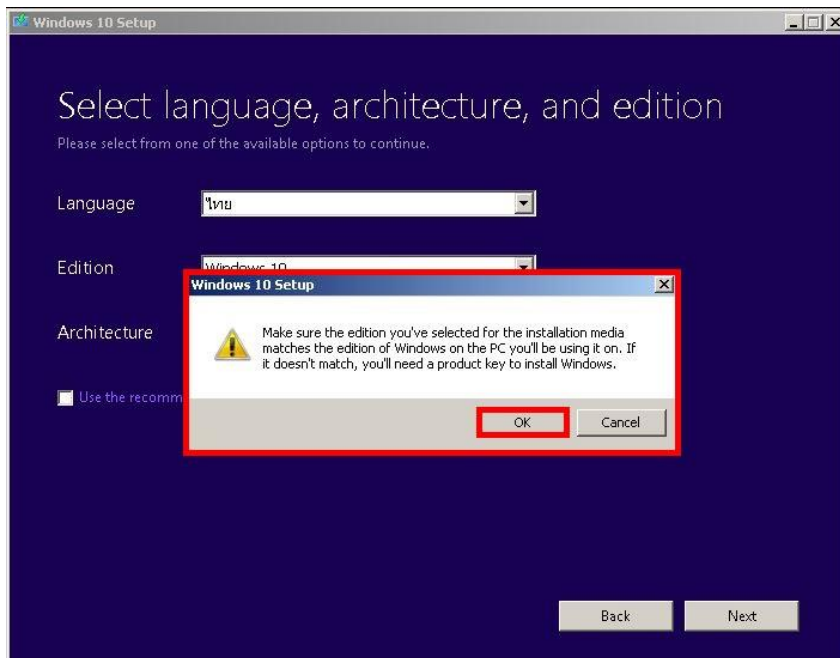 Windows 10 Setup
Select language, architecture, and edition
Please select from one of the available options to continue.
Language
ไทย
Edition
Windows 10
Windows 10 Setup
Make sure the edition you've selected for the installation media
matches the edition of Windows on the PC you'll be using it on. If
it doesn't match, you'll need a product key to install Windows.
Architecture
Use the recomm
OK
Cancel
Back
Next